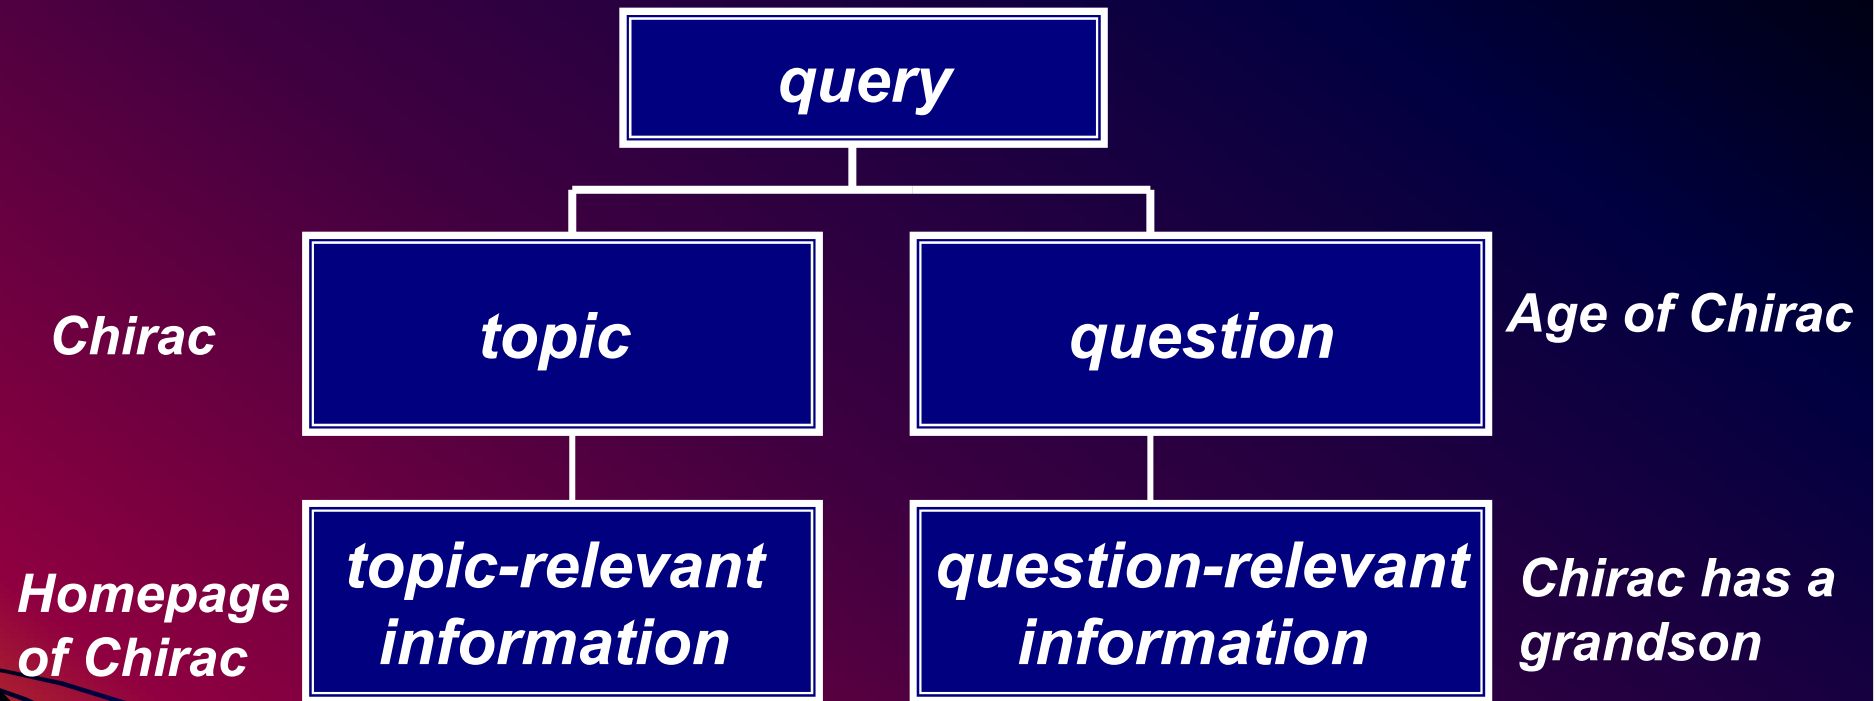 query
Chirac
topic
question
Age of Chirac
Homepage
of Chirac
topic-relevant
information
question-relevant
information
Chirac has a
grandson